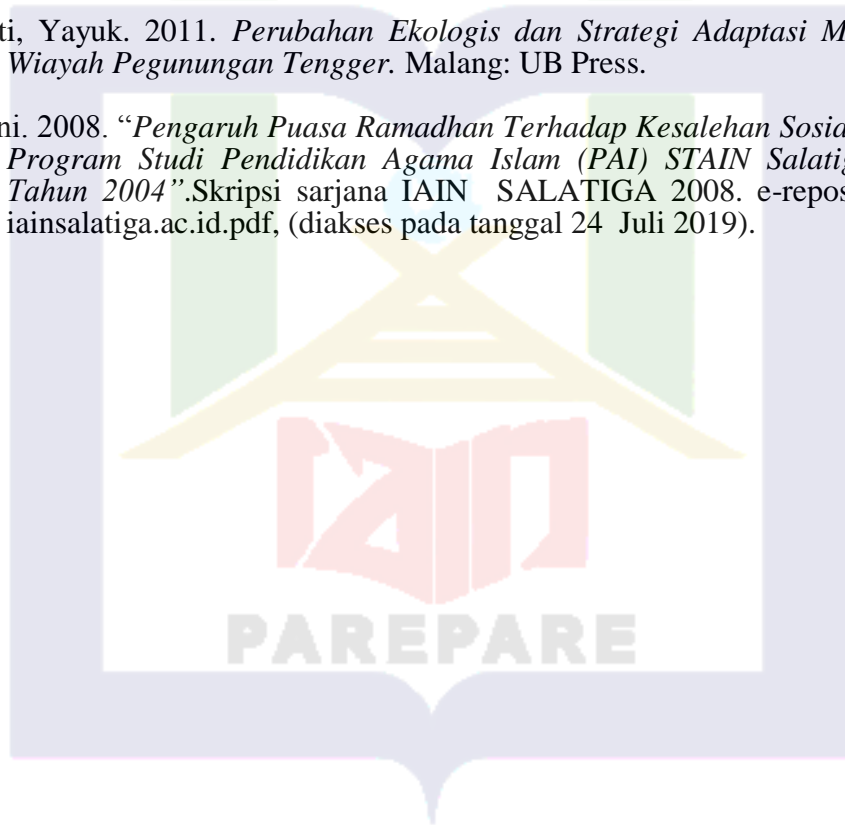 ti, Yayuk. 2011. Perubahan Ekologis dan Strategi Adaptasi M
Wiayah Pegunungan Tengger. Malang: UB Press.
ni. 2008. “Pengaruh Puasa Ramadhan Terhadap Kesalehan Sosia
Program Studi Pendidikan Agama Islam (PAI) STAIN Salatig
Tahun 2004”.Skripsi sarjana IAIN SALATIGA 2008. e-repos
iainsalatiga.ac.id.pdf, (diakses pada tanggal 24 Juli 2019).
iain
PAREPARE